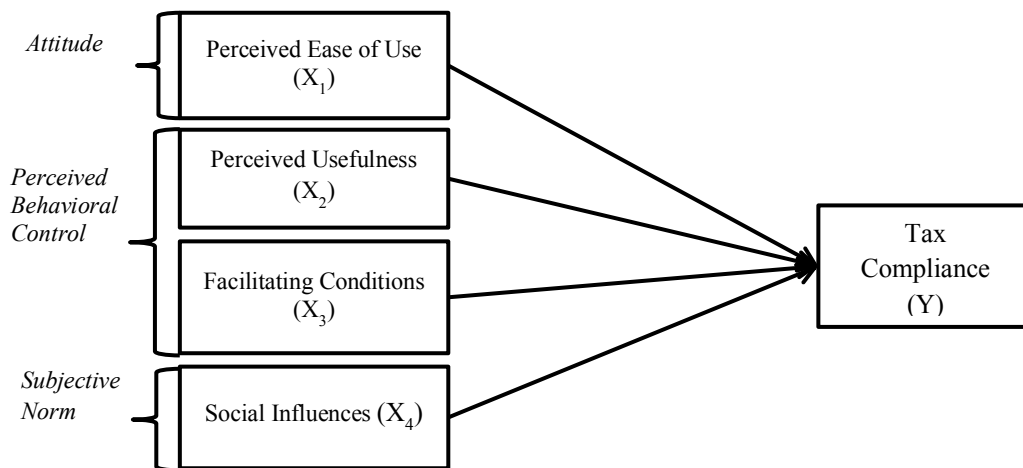 Attitude
Perceived Ease of Use
(X1)
Perceived Usefulness
(X2)
Perceived
Behavioral
Control
Facilitating Conditions
(X3)
Subjective
Norm
Social Influences (X4)
Tax
Compliance
(Y)